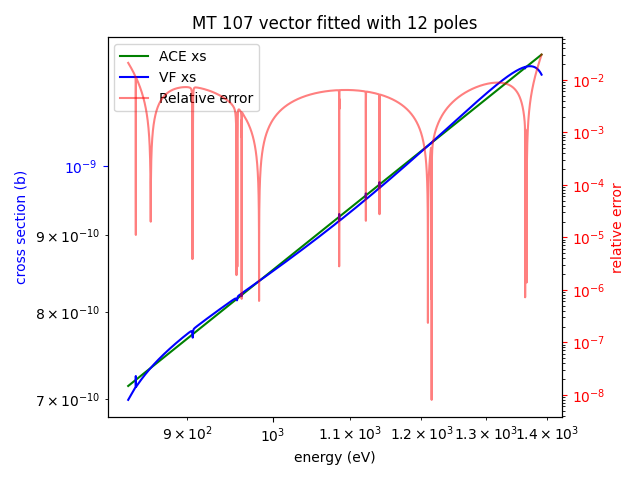 MT 107 vector fitted with 12 poles
ACE xs
VF xs
Relative error
cross section (b)
10⁻⁹
9 × 10⁻¹⁰
8 × 10⁻¹⁰
7 × 10⁻¹⁰
10⁻²
10⁻³
10⁻⁴
10⁻⁵
10⁻⁶
10⁻⁷
10⁻⁸
relative error
9 × 10² 10³ 1.1 × 10³ 1.2 × 10³ 1.3 × 10³ 1.4 × 10³
energy (eV)